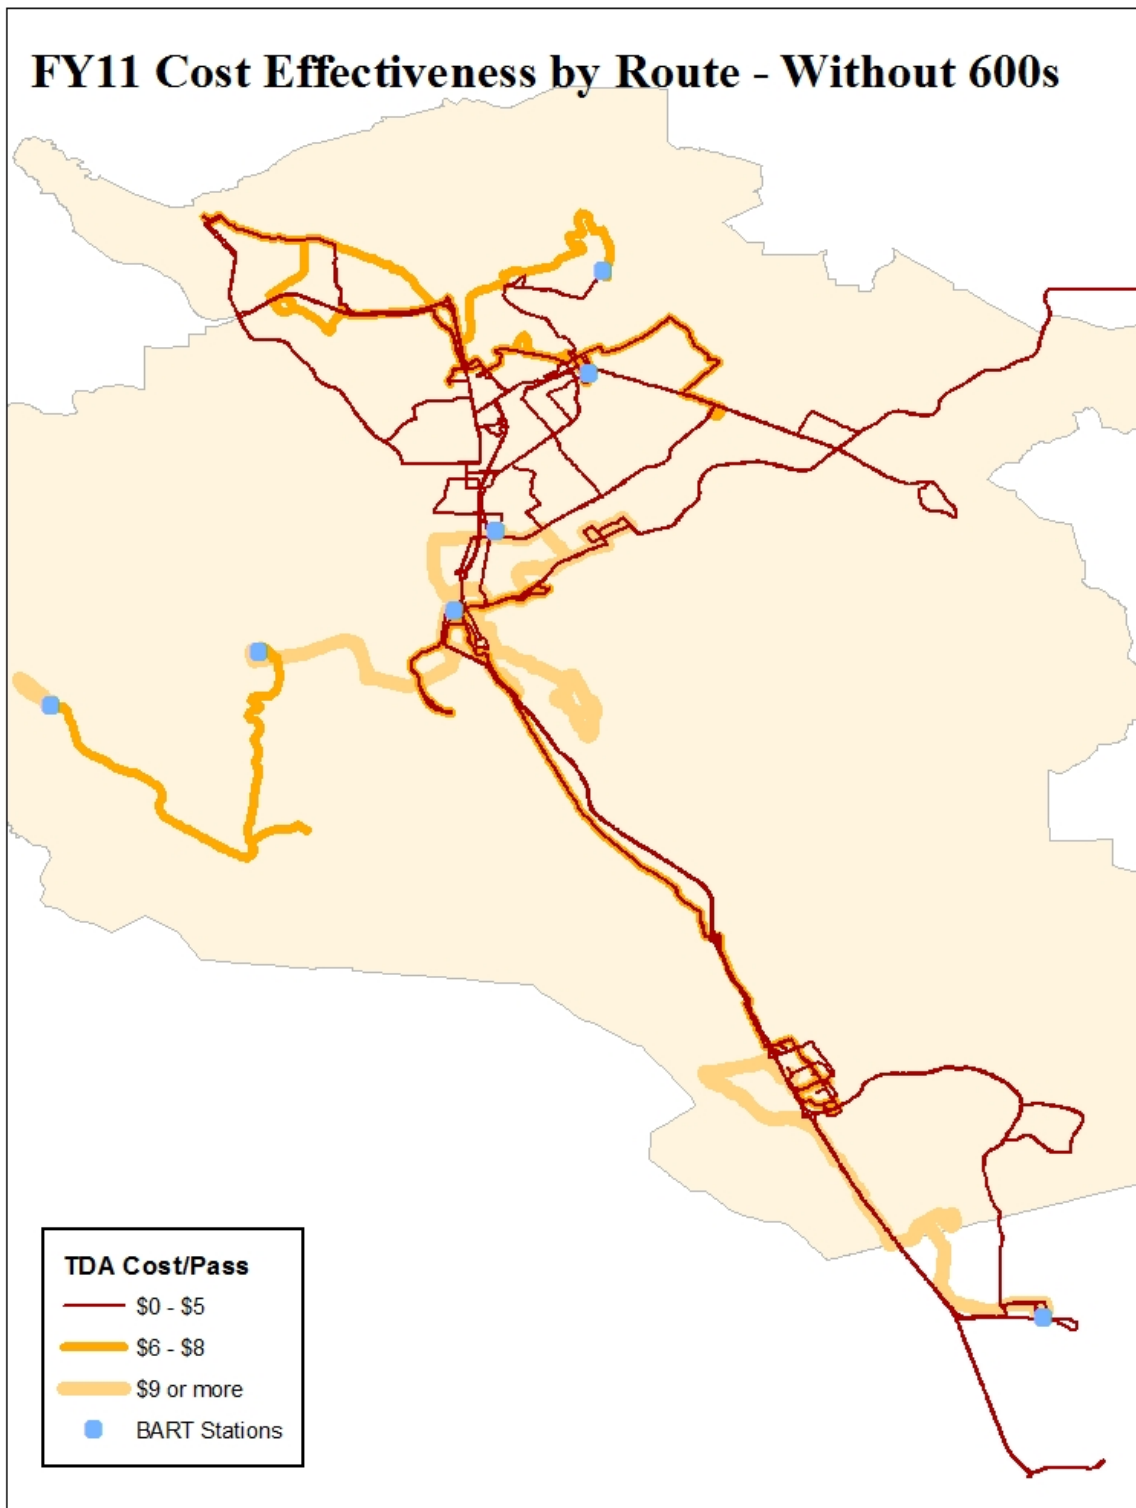 FY11 Cost Effectiveness by Route - Without 600s
TDA Cost/Pass
$0 - $5
$6 - $8
$9 or more
BART Stations